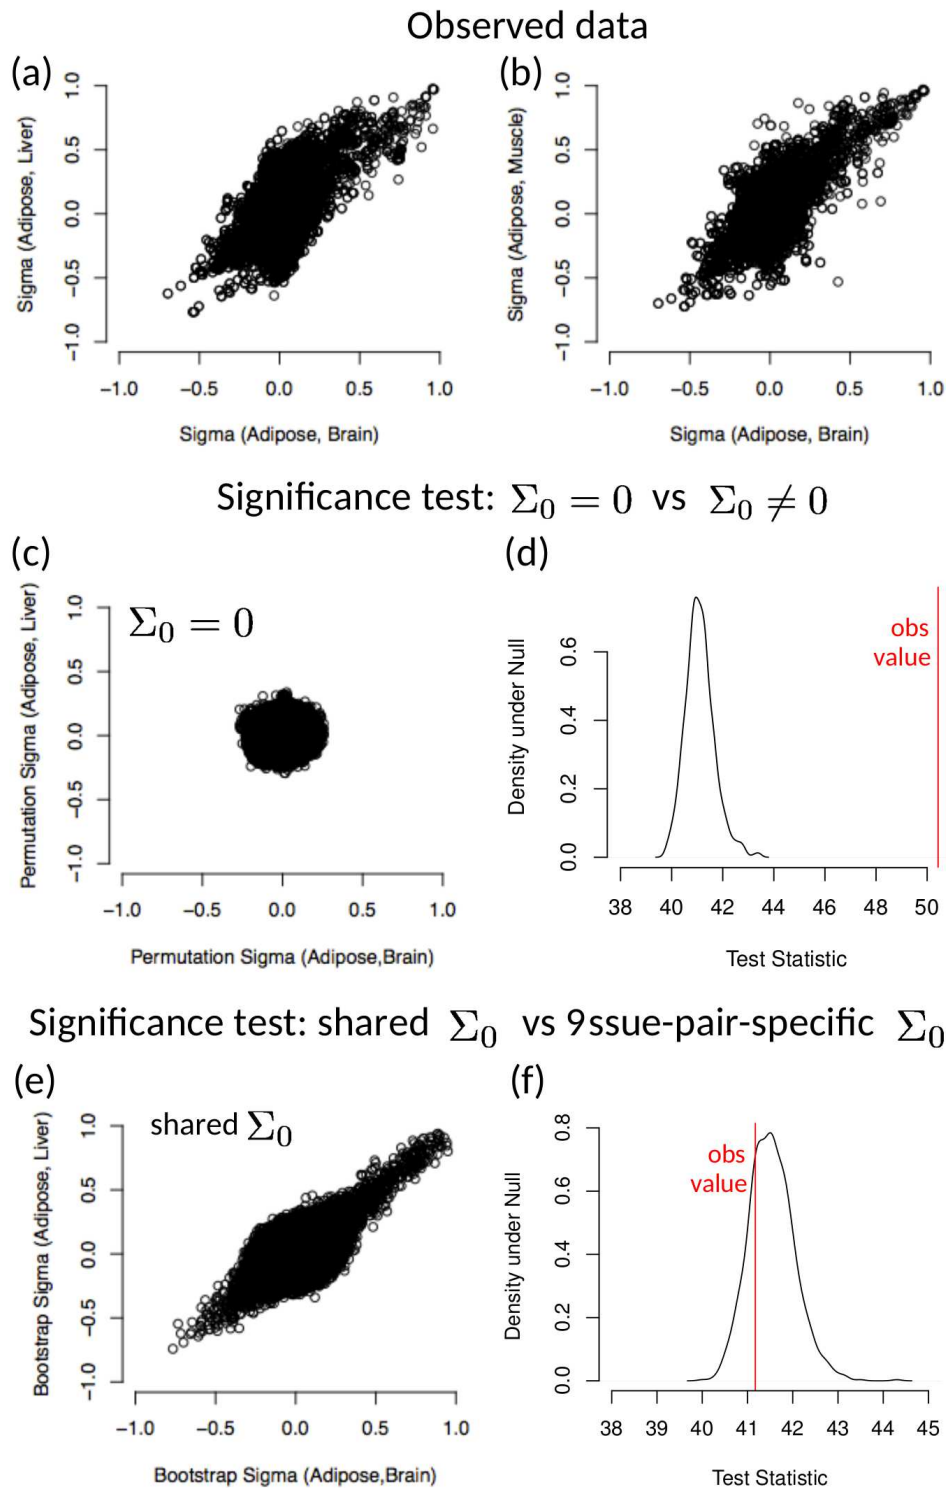 Observed data
(a)
(b)
1.0
0.5
0.0
−0.5
−1.0
Sigma (Adipose, Liver)
−1.0 −0.5 0.0 0.5 1.0
Sigma (Adipose, Brain)
1.0
0.5
0.0
−0.5
−1.0
Sigma (Adipose, Muscle)
−1.0 −0.5 0.0 0.5 1.0
Sigma (Adipose, Brain)
Significance test: Σ₀ = 0 vs Σ₀ ≠ 0
(c)
(d)
Σ₀ = 0
1.0
0.5
0.0
−0.5
−1.0
Permutation Sigma (Adipose, Liver)
−1.0 −0.5 0.0 0.5 1.0
Permutation Sigma (Adipose,Brain)
obs
value
0.6
0.4
0.2
0.0
Density under Null
38 40 42 44 46 48 50
Test Statistic
Significance test: shared Σ₀ vs 9ssue-pair-specific Σ₀
(e)
(f)
shared Σ₀
1.0
0.5
0.0
−0.5
−1.0
Bootstrap Sigma (Adipose, Liver)
−1.0 −0.5 0.0 0.5 1.0
Bootstrap Sigma (Adipose,Brain)
obs
value
0.8
0.6
0.4
0.2
0.0
Density under Null
38 39 40 41 42 43 44 45
Test Statistic